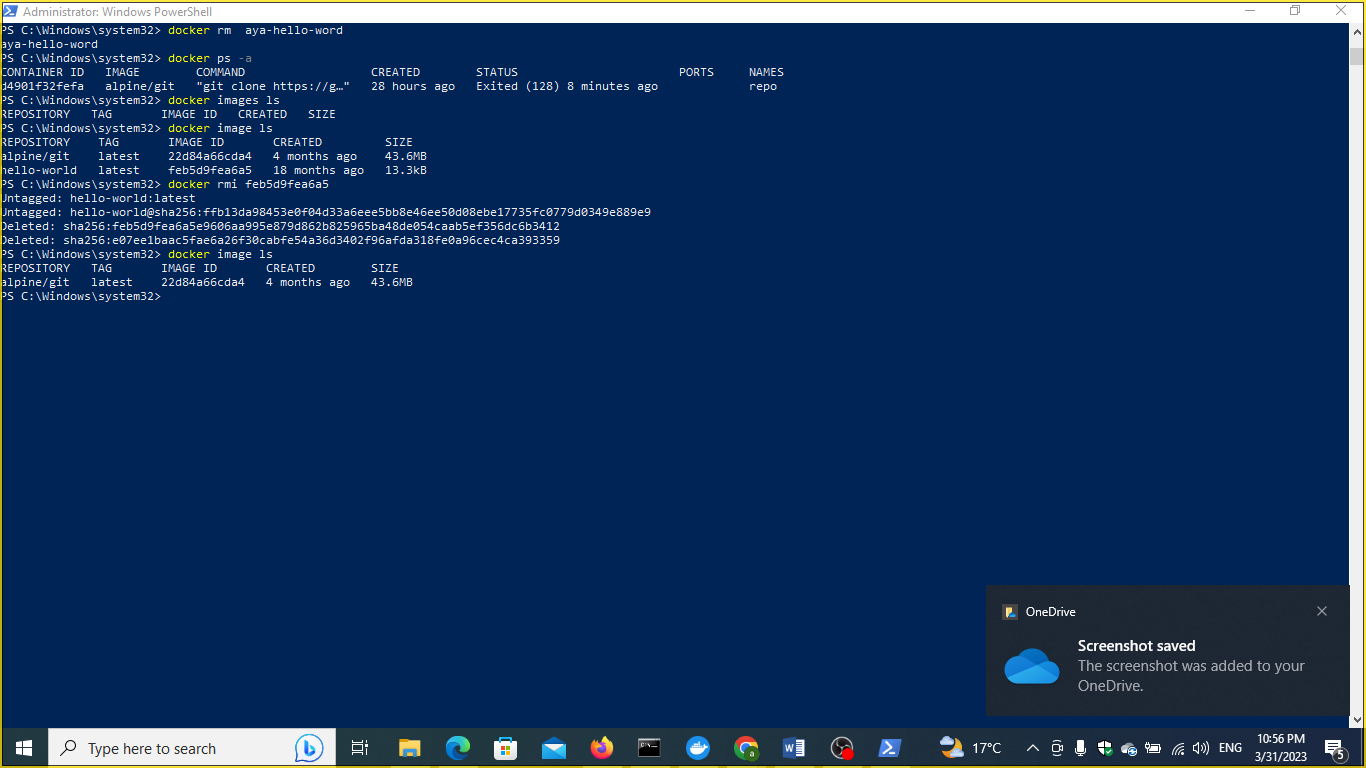 Administrator: Windows PowerShell
PS C:\Windows\system32> docker rm  aya-hello-word
aya-hello-word
PS C:\Windows\system32> docker ps -a
CONTAINER ID   IMAGE        COMMAND                  CREATED        STATUS                       PORTS     NAMES
d4901f32fefa   alpine/git   "git clone https://g…"   28 hours ago   Exited (128) 8 minutes ago             repo
PS C:\Windows\system32> docker images ls
REPOSITORY   TAG       IMAGE ID   CREATED   SIZE
PS C:\Windows\system32> docker image ls
REPOSITORY    TAG       IMAGE ID       CREATED         SIZE
alpine/git    latest    22d84a66cda4   4 months ago    43.6MB
hello-world   latest    feb5d9fea6a5   18 months ago   13.3kB
PS C:\Windows\system32> docker rmi feb5d9fea6a5
Untagged: hello-world:latest
Untagged: hello-world@sha256:ffb13da98453e0f04d33a6eee5bb8e46ee50d08ebe17735fc0779d0349e889e9
Deleted: sha256:feb5d9fea6a5e9606aa995e879d862b825965ba48de054caab5ef356dc6b3412
Deleted: sha256:e07ee1baac5fae6a26f30cabfe54a36d3402f96afda318fe0a96cec4ca393359
PS C:\Windows\system32> docker image ls
REPOSITORY   TAG       IMAGE ID       CREATED        SIZE
alpine/git   latest    22d84a66cda4   4 months ago   43.6MB
PS C:\Windows\system32>
OneDrive
Screenshot saved
The screenshot was added to your
OneDrive.
Type here to search
17°C
ENG
10:56 PM
3/31/2023
5